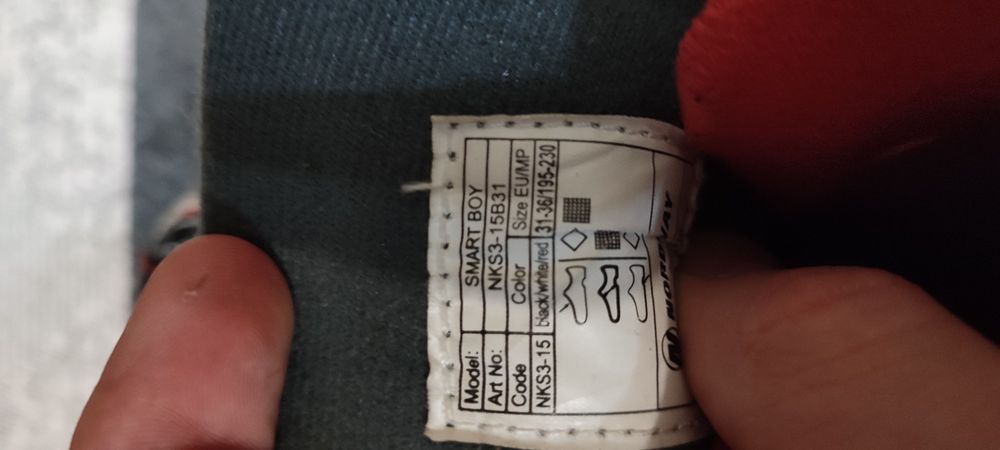 Model: SMART BOY
Art No: NKS3-15B31
Code Color Size EU/MP
NKS3-15 black/white/red 31-36/195-230
NORDWAY